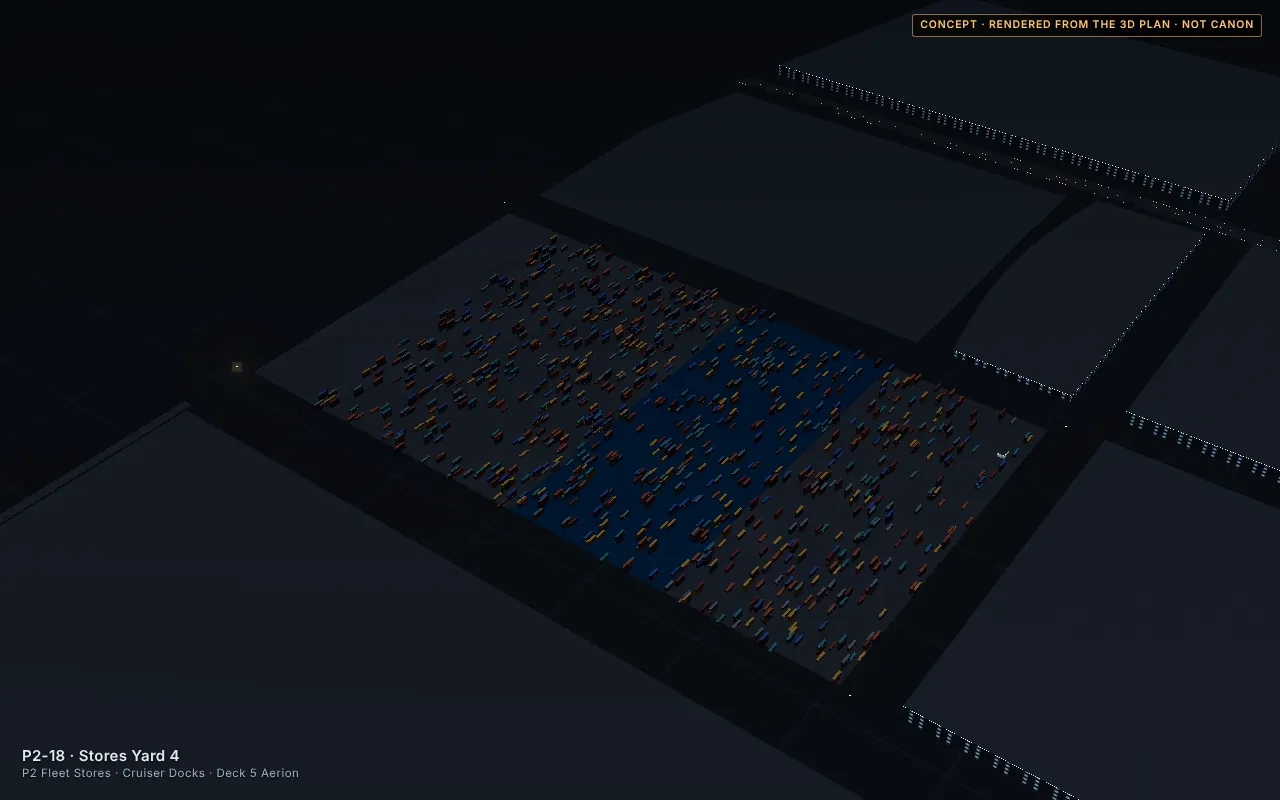 CONCEPT · RENDERED FROM THE 3D PLAN · NOT CANON
P2-18 · Stores Yard 4
P2 Fleet Stores · Cruiser Docks · Deck 5 Aerion